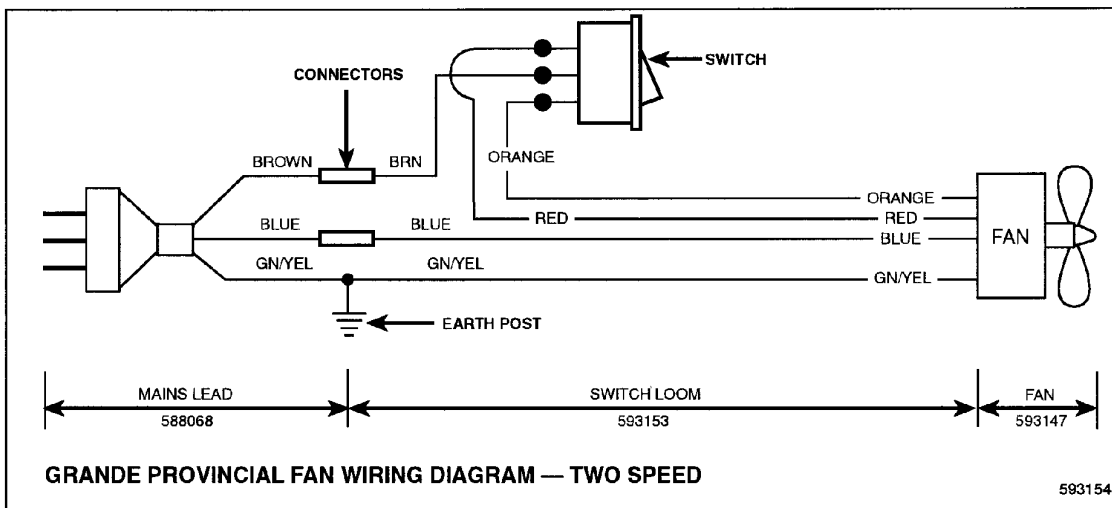 CONNECTORS
SWITCH
BROWN
BRN
ORANGE
ORANGE
RED
RED
BLUE
BLUE
BLUE
FAN
GN/YEL
GN/YEL
GN/YEL
EARTH POST
MAINS LEAD
588068
SWITCH LOOM
593153
FAN
593147
GRANDE PROVINCIAL FAN WIRING DIAGRAM — TWO SPEED
593154